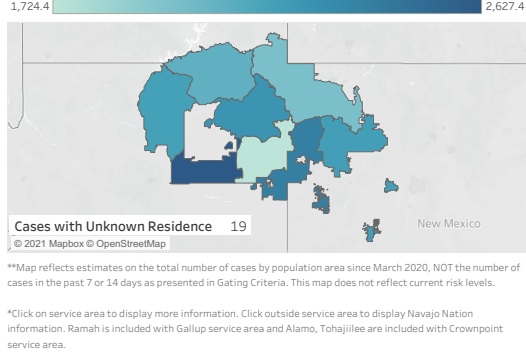 1,724.4 2,627.4
New Mexico
Cases with Unknown Residence 19
© 2021 Mapbox © OpenStreetMap
**Map reflects estimates on the total number of cases by population area since March 2020, NOT the number of
cases in the past 7 or 14 days as presented in Gating Criteria. This map does not reflect current risk levels.
*Click on service area to display more information. Click outside service area to display Navajo Nation
information. Ramah is included with Gallup service area and Alamo, Tohajiilee are included with Crownpoint
service area.